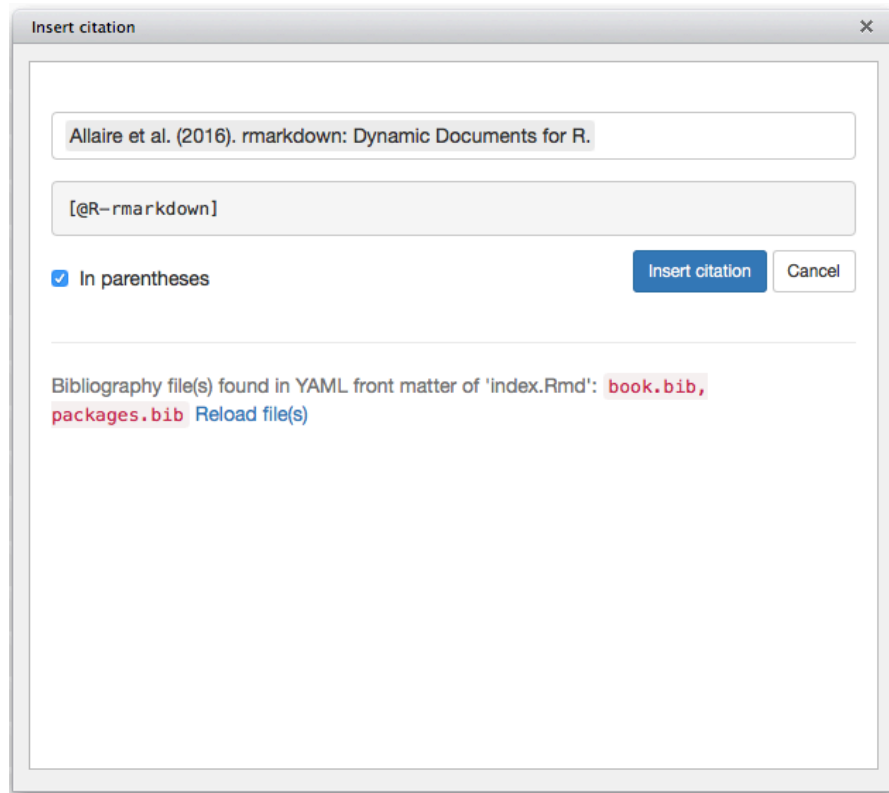 Insert citation
Allaire et al. (2016). rmarkdown: Dynamic Documents for R.
[@R-rmarkdown]
In parentheses
Insert citation
Cancel
Bibliography file(s) found in YAML front matter of 'index.Rmd': book.bib,
packages.bib Reload file(s)